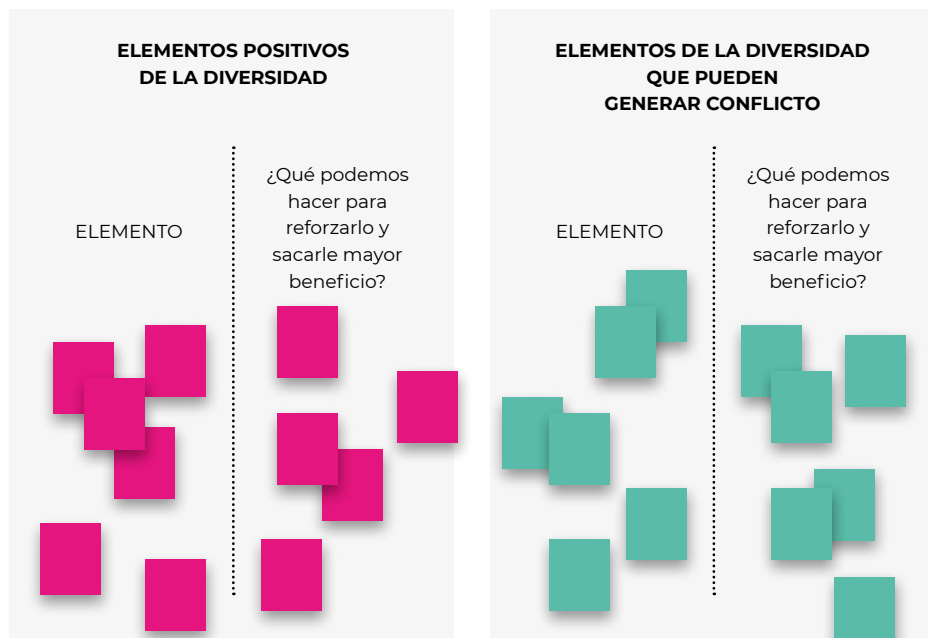 ELEMENTOS POSITIVOS
DE LA DIVERSIDAD
ELEMENTO
¿Qué podemos
hacer para
reforzarlo y
sacarle mayor
beneficio?
ELEMENTOS DE LA DIVERSIDAD
QUE PUEDEN
GENERAR CONFLICTO
ELEMENTO
¿Qué podemos
hacer para
reforzarlo y
sacarle mayor
beneficio?